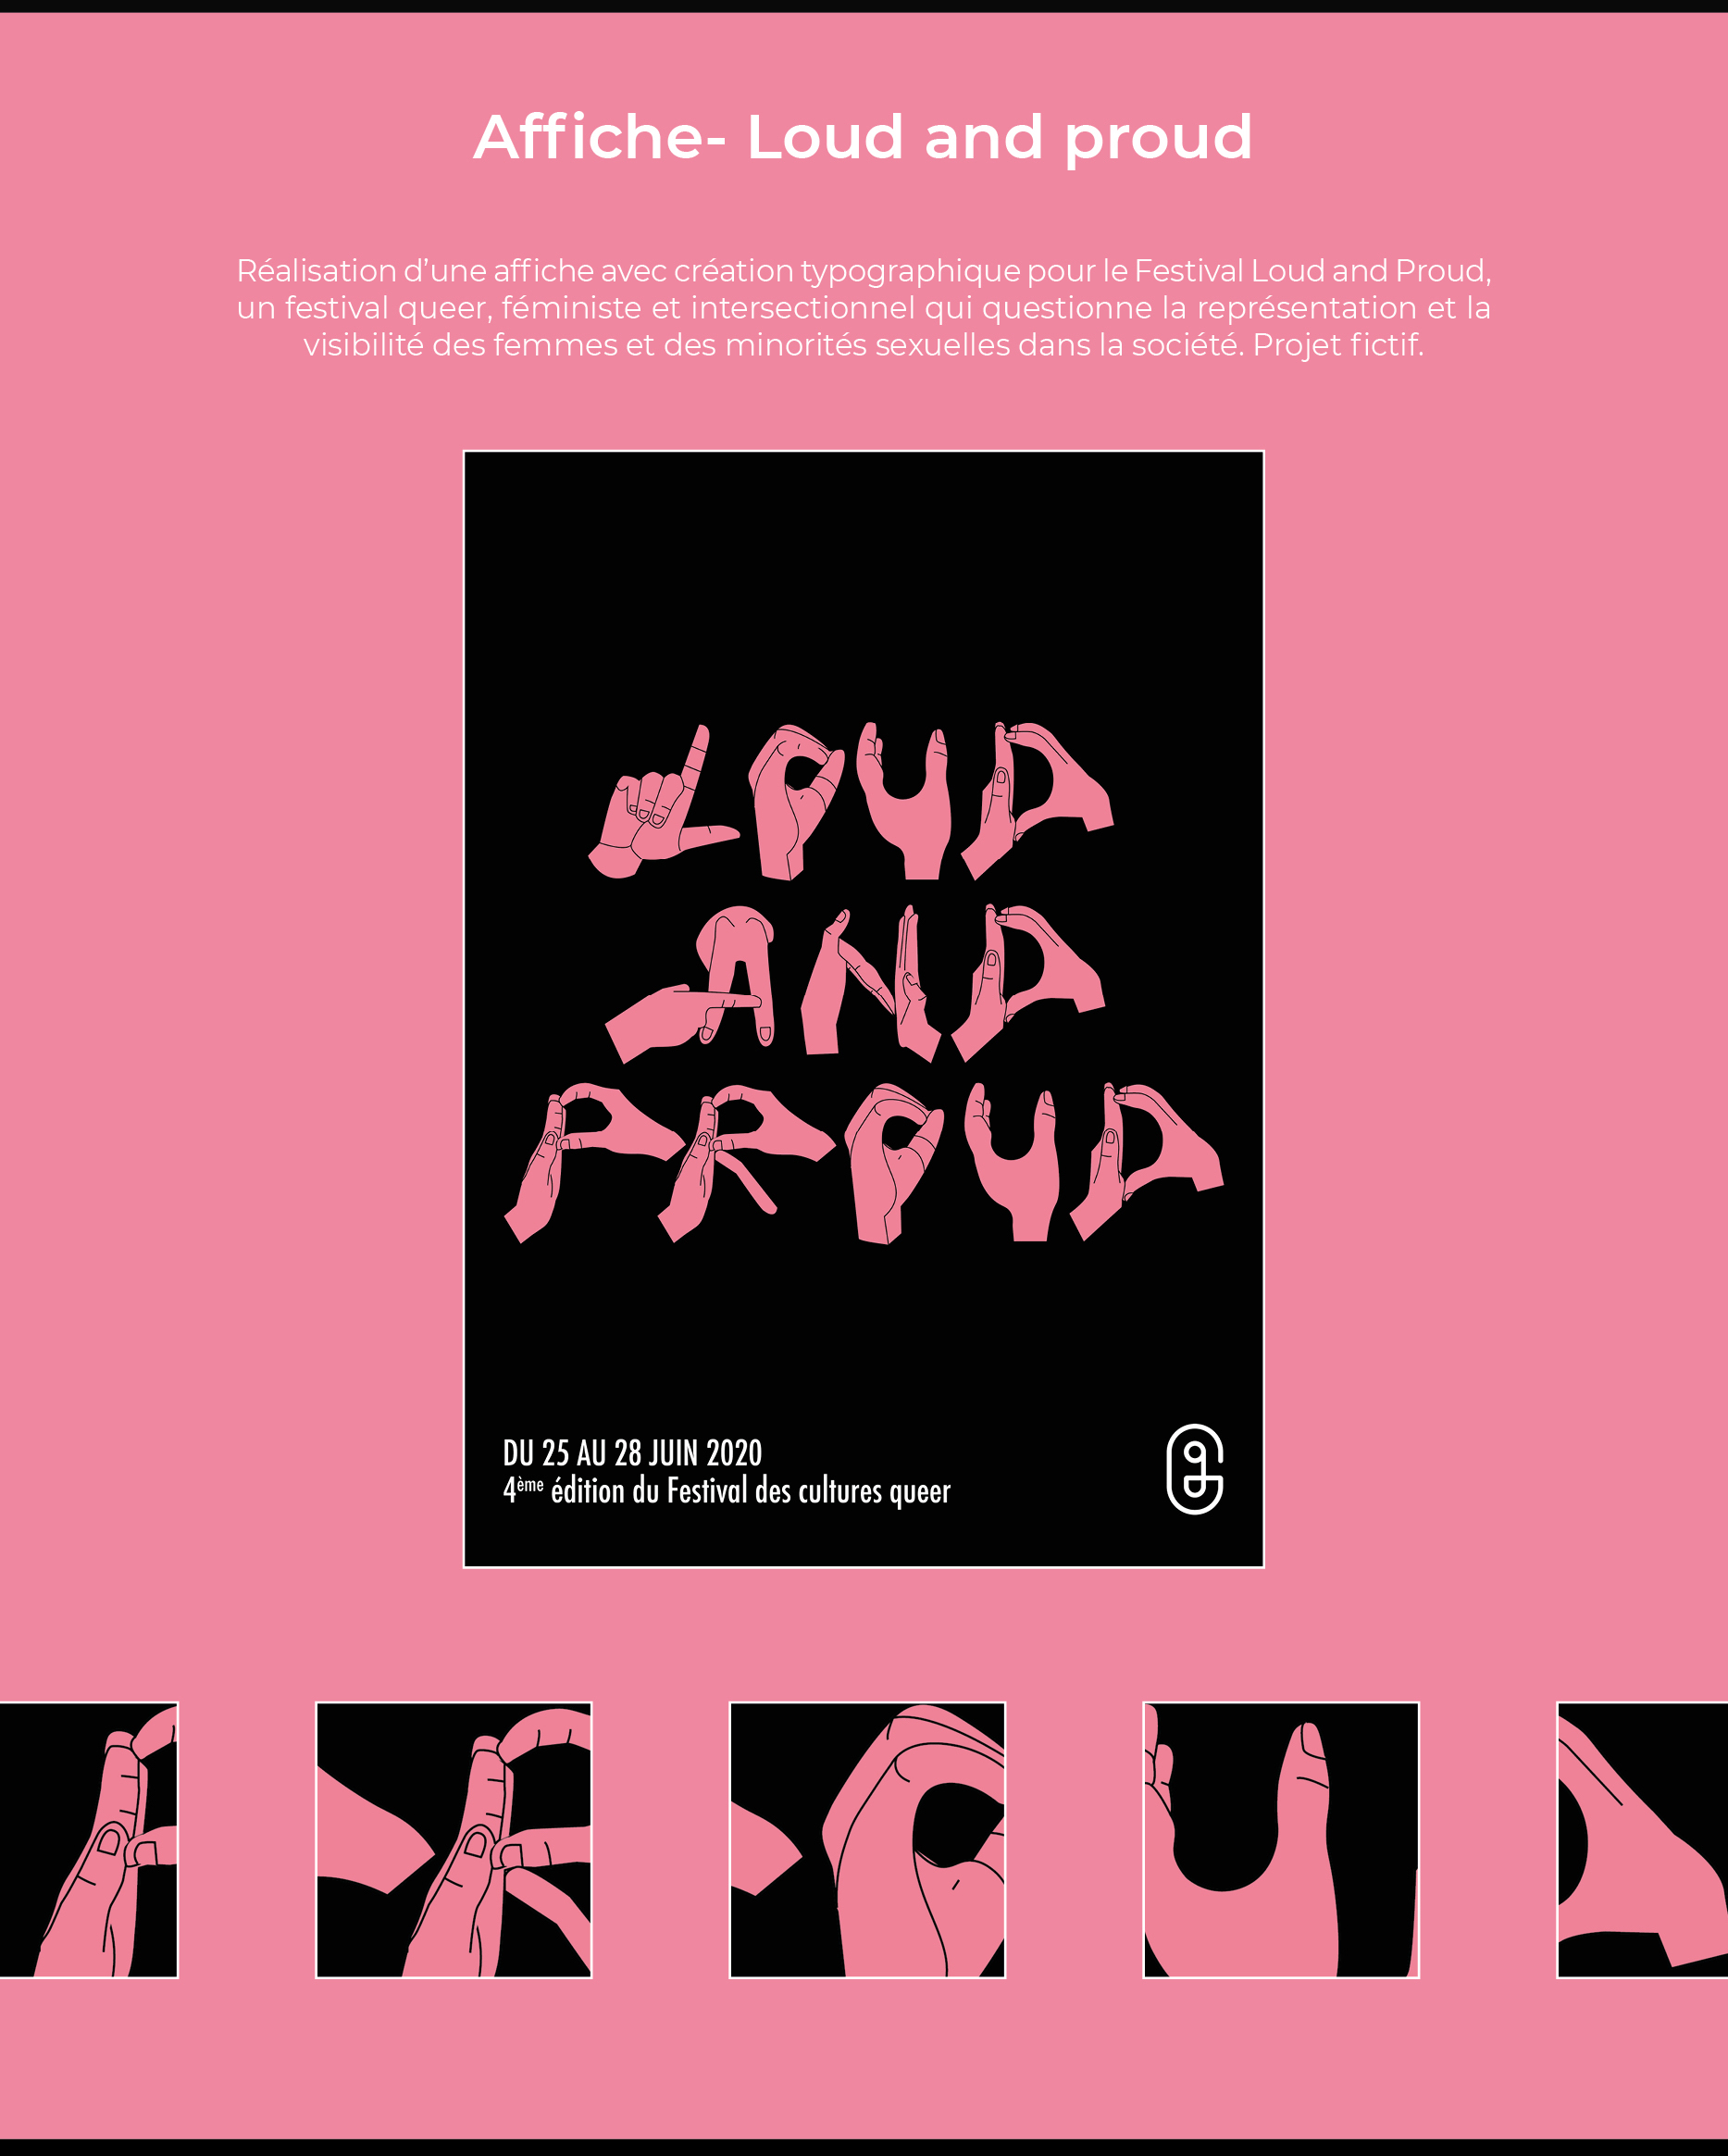 Affiche- Loud and proud
Réalisation d’une affiche avec création typographique pour le Festival Loud and Proud,
un festival queer, féministe et intersectionnel qui questionne la représentation et la
visibilité des femmes et des minorités sexuelles dans la société. Projet fictif.
LOUD
AND
PROUD
DU 25 AU 28 JUIN 2020
4ème édition du Festival des cultures queer